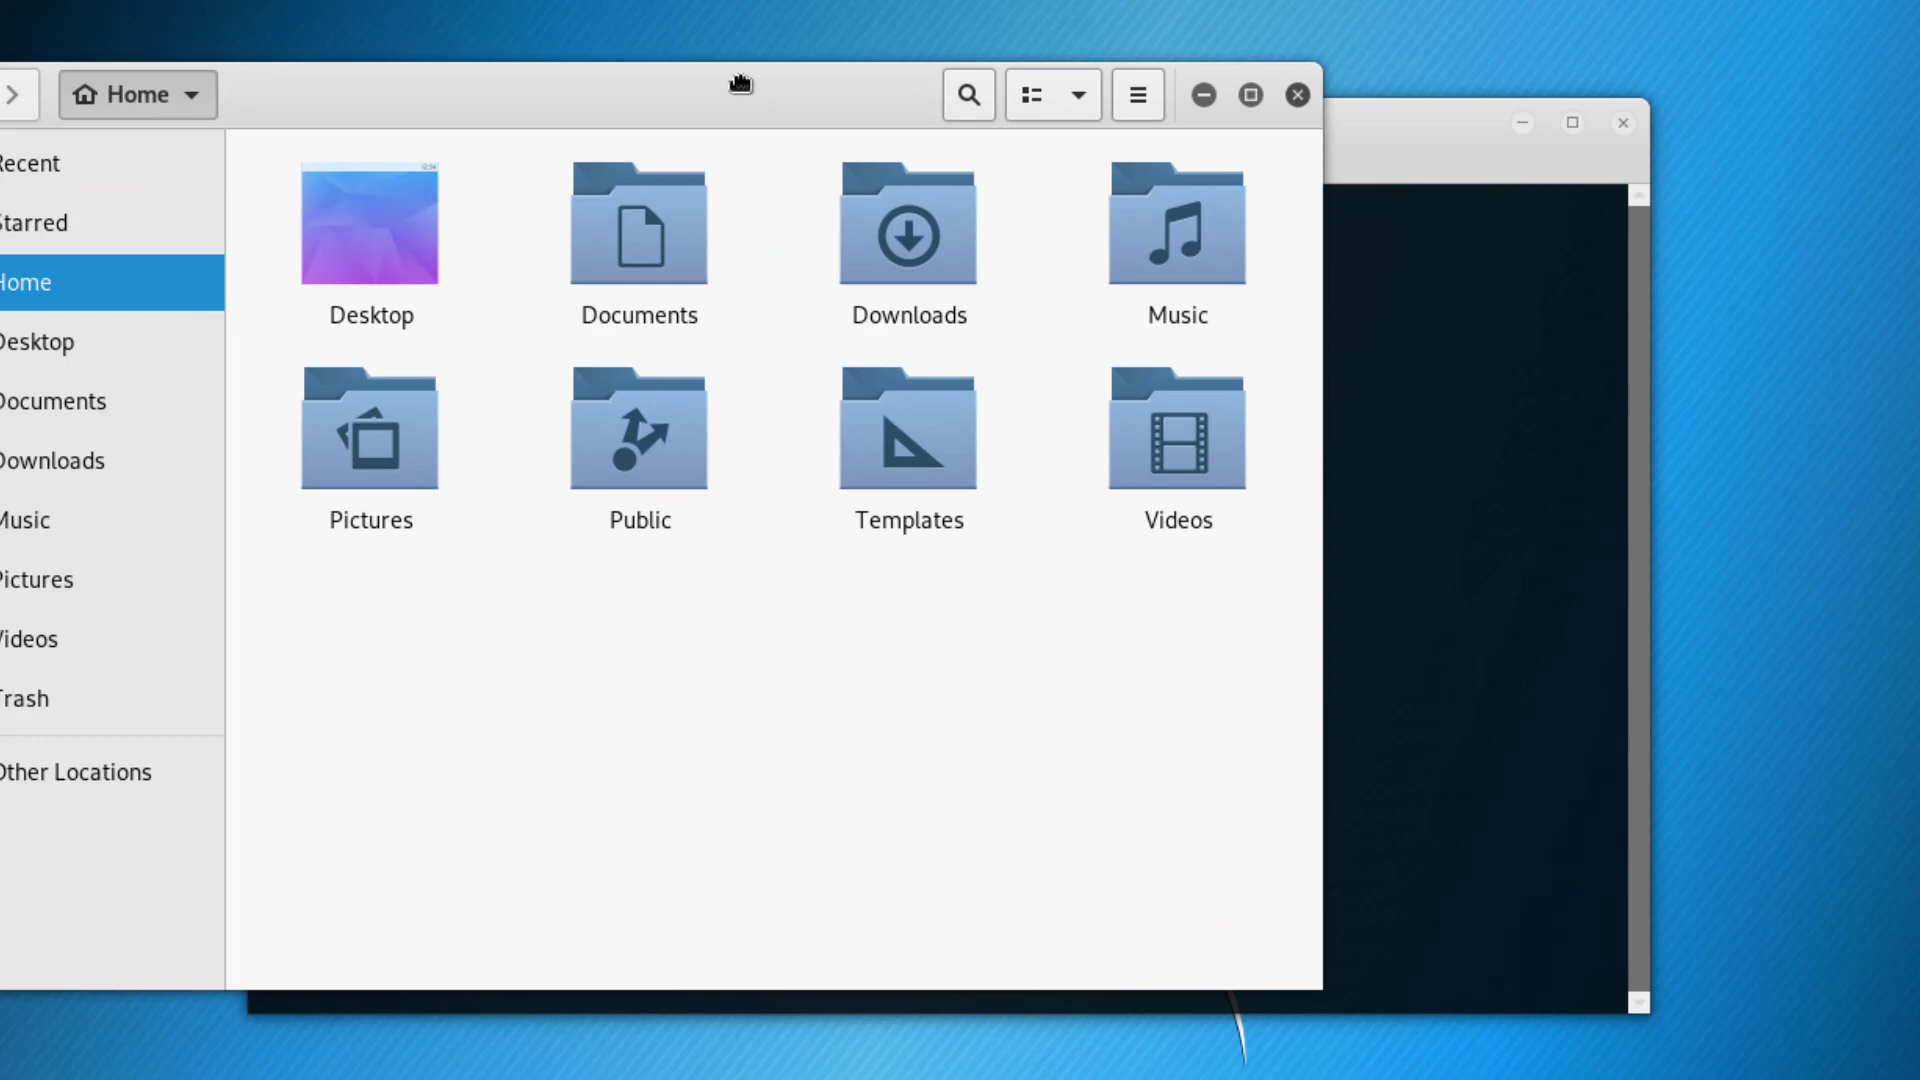 Home
Recent
Starred
Home
Desktop
Documents
Downloads
Music
Pictures
Videos
Trash
Other Locations
Desktop
Documents
Downloads
Music
Pictures
Public
Templates
Videos